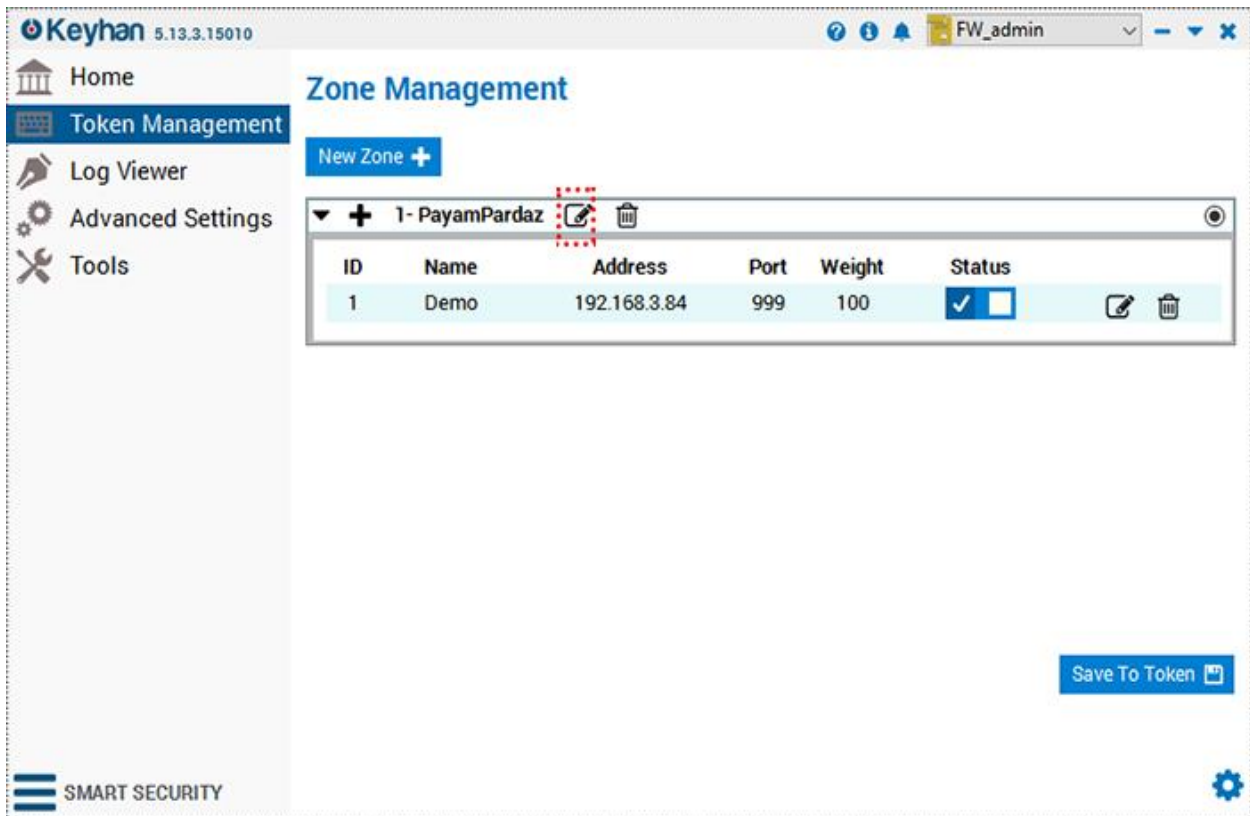 Keyhan 5.13.3.15010
FW_admin
Home
Token Management
Log Viewer
Advanced Settings
Tools
SMART SECURITY
Zone Management
New Zone
1- PayamPardaz
ID Name Address Port Weight Status
1 Demo 192.168.3.84 999 100
Save To Token